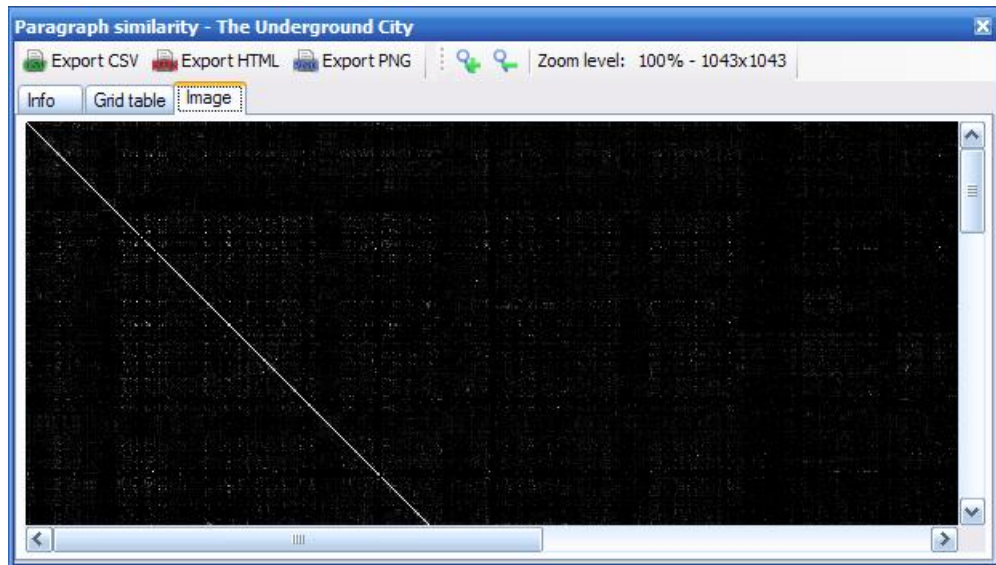 Paragraph similarity - The Underground City
Export CSV Export HTML Export PNG Zoom level: 100% - 1043x1043
Info Grid table Image